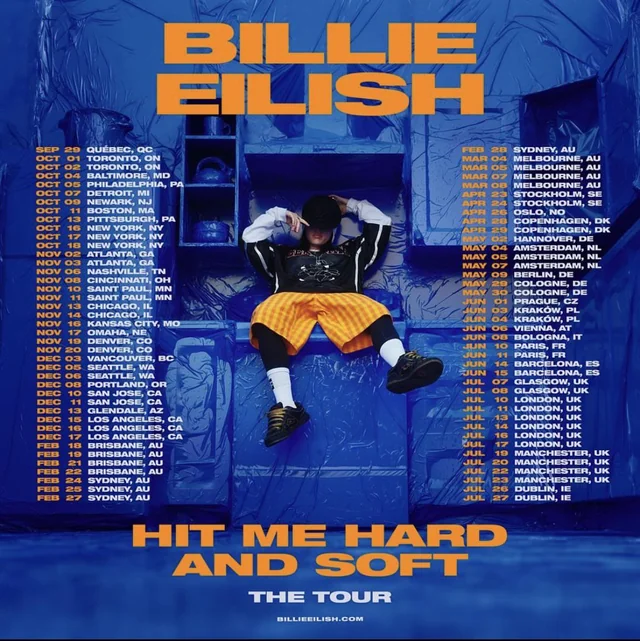 BILLIE
EILISH
SEP 29 QUÉBEC, QC
OCT 01 TORONTO, ON
OCT 02 TORONTO, ON
OCT 04 BALTIMORE, MD
OCT 05 PHILADELPHIA, PA
OCT 07 DETROIT, MI
OCT 09 NEWARK, NJ
OCT 11 BOSTON, MA
OCT 13 PITTSBURGH, PA
OCT 16 NEW YORK, NY
OCT 17 NEW YORK, NY
OCT 18 NEW YORK, NY
NOV 02 ATLANTA, GA
NOV 03 ATLANTA, GA
NOV 06 NASHVILLE, TN
NOV 08 CINCINNATI, OH
NOV 10 SAINT PAUL, MN
NOV 11 SAINT PAUL, MN
NOV 13 CHICAGO, IL
NOV 14 CHICAGO, IL
NOV 16 KANSAS CITY, MO
NOV 17 OMAHA, NE
NOV 19 DENVER, CO
NOV 20 DENVER, CO
DEC 03 VANCOUVER, BC
DEC 05 SEATTLE, WA
DEC 06 SEATTLE, WA
DEC 08 PORTLAND, OR
DEC 10 SAN JOSE, CA
DEC 11 SAN JOSE, CA
DEC 13 GLENDALE, AZ
DEC 15 LOS ANGELES, CA
DEC 16 LOS ANGELES, CA
DEC 17 LOS ANGELES, CA
FEB 18 BRISBANE, AU
FEB 19 BRISBANE, AU
FEB 21 BRISBANE, AU
FEB 22 BRISBANE, AU
FEB 24 SYDNEY, AU
FEB 25 SYDNEY, AU
FEB 27 SYDNEY, AU
FEB 28 SYDNEY, AU
MAR 04 MELBOURNE, AU
MAR 05 MELBOURNE, AU
MAR 07 MELBOURNE, AU
MAR 08 MELBOURNE, AU
APR 23 STOCKHOLM, SE
APR 24 STOCKHOLM, SE
APR 26 OSLO, NO
APR 28 COPENHAGEN, DK
APR 29 COPENHAGEN, DK
MAY 02 HANNOVER, DE
MAY 04 AMSTERDAM, NL
MAY 05 AMSTERDAM, NL
MAY 07 AMSTERDAM, NL
MAY 09 BERLIN, DE
MAY 29 COLOGNE, DE
MAY 30 COLOGNE, DE
JUN 01 PRAGUE, CZ
JUN 03 KRAKÓW, PL
JUN 04 KRAKÓW, PL
JUN 06 VIENNA, AT
JUN 08 BOLOGNA, IT
JUN 10 PARIS, FR
JUN 11 PARIS, FR
JUN 14 BARCELONA, ES
JUN 15 BARCELONA, ES
JUL 07 GLASGOW, UK
JUL 08 GLASGOW, UK
JUL 10 LONDON, UK
JUL 11 LONDON, UK
JUL 13 LONDON, UK
JUL 14 LONDON, UK
JUL 16 LONDON, UK
JUL 17 LONDON, UK
JUL 19 MANCHESTER, UK
JUL 20 MANCHESTER, UK
JUL 22 MANCHESTER, UK
JUL 23 MANCHESTER, UK
JUL 26 DUBLIN, IE
JUL 27 DUBLIN, IE
HIT ME HARD
AND SOFT
THE TOUR
BILLIEEILISH.COM